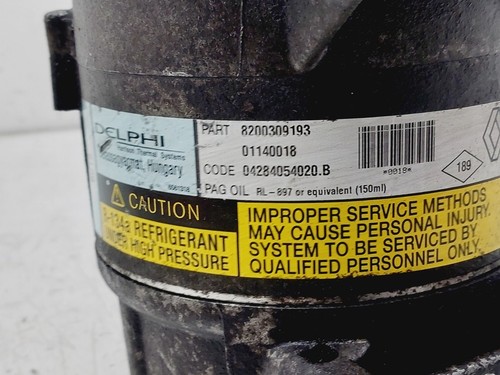 DELPHI
Harrison Thermal Systems
Hungary
PART 8200309193
01140018
CODE 04284054020.B
PAG OIL RL-897 or equivalent (150ml)
*0018*
189
CAUTION
R-134a REFRIGERANT
UNDER HIGH PRESSURE
IMPROPER SERVICE METHODS
MAY CAUSE PERSONAL INJURY.
SYSTEM TO BE SERVICED BY
QUALIFIED PERSONNEL ONLY.